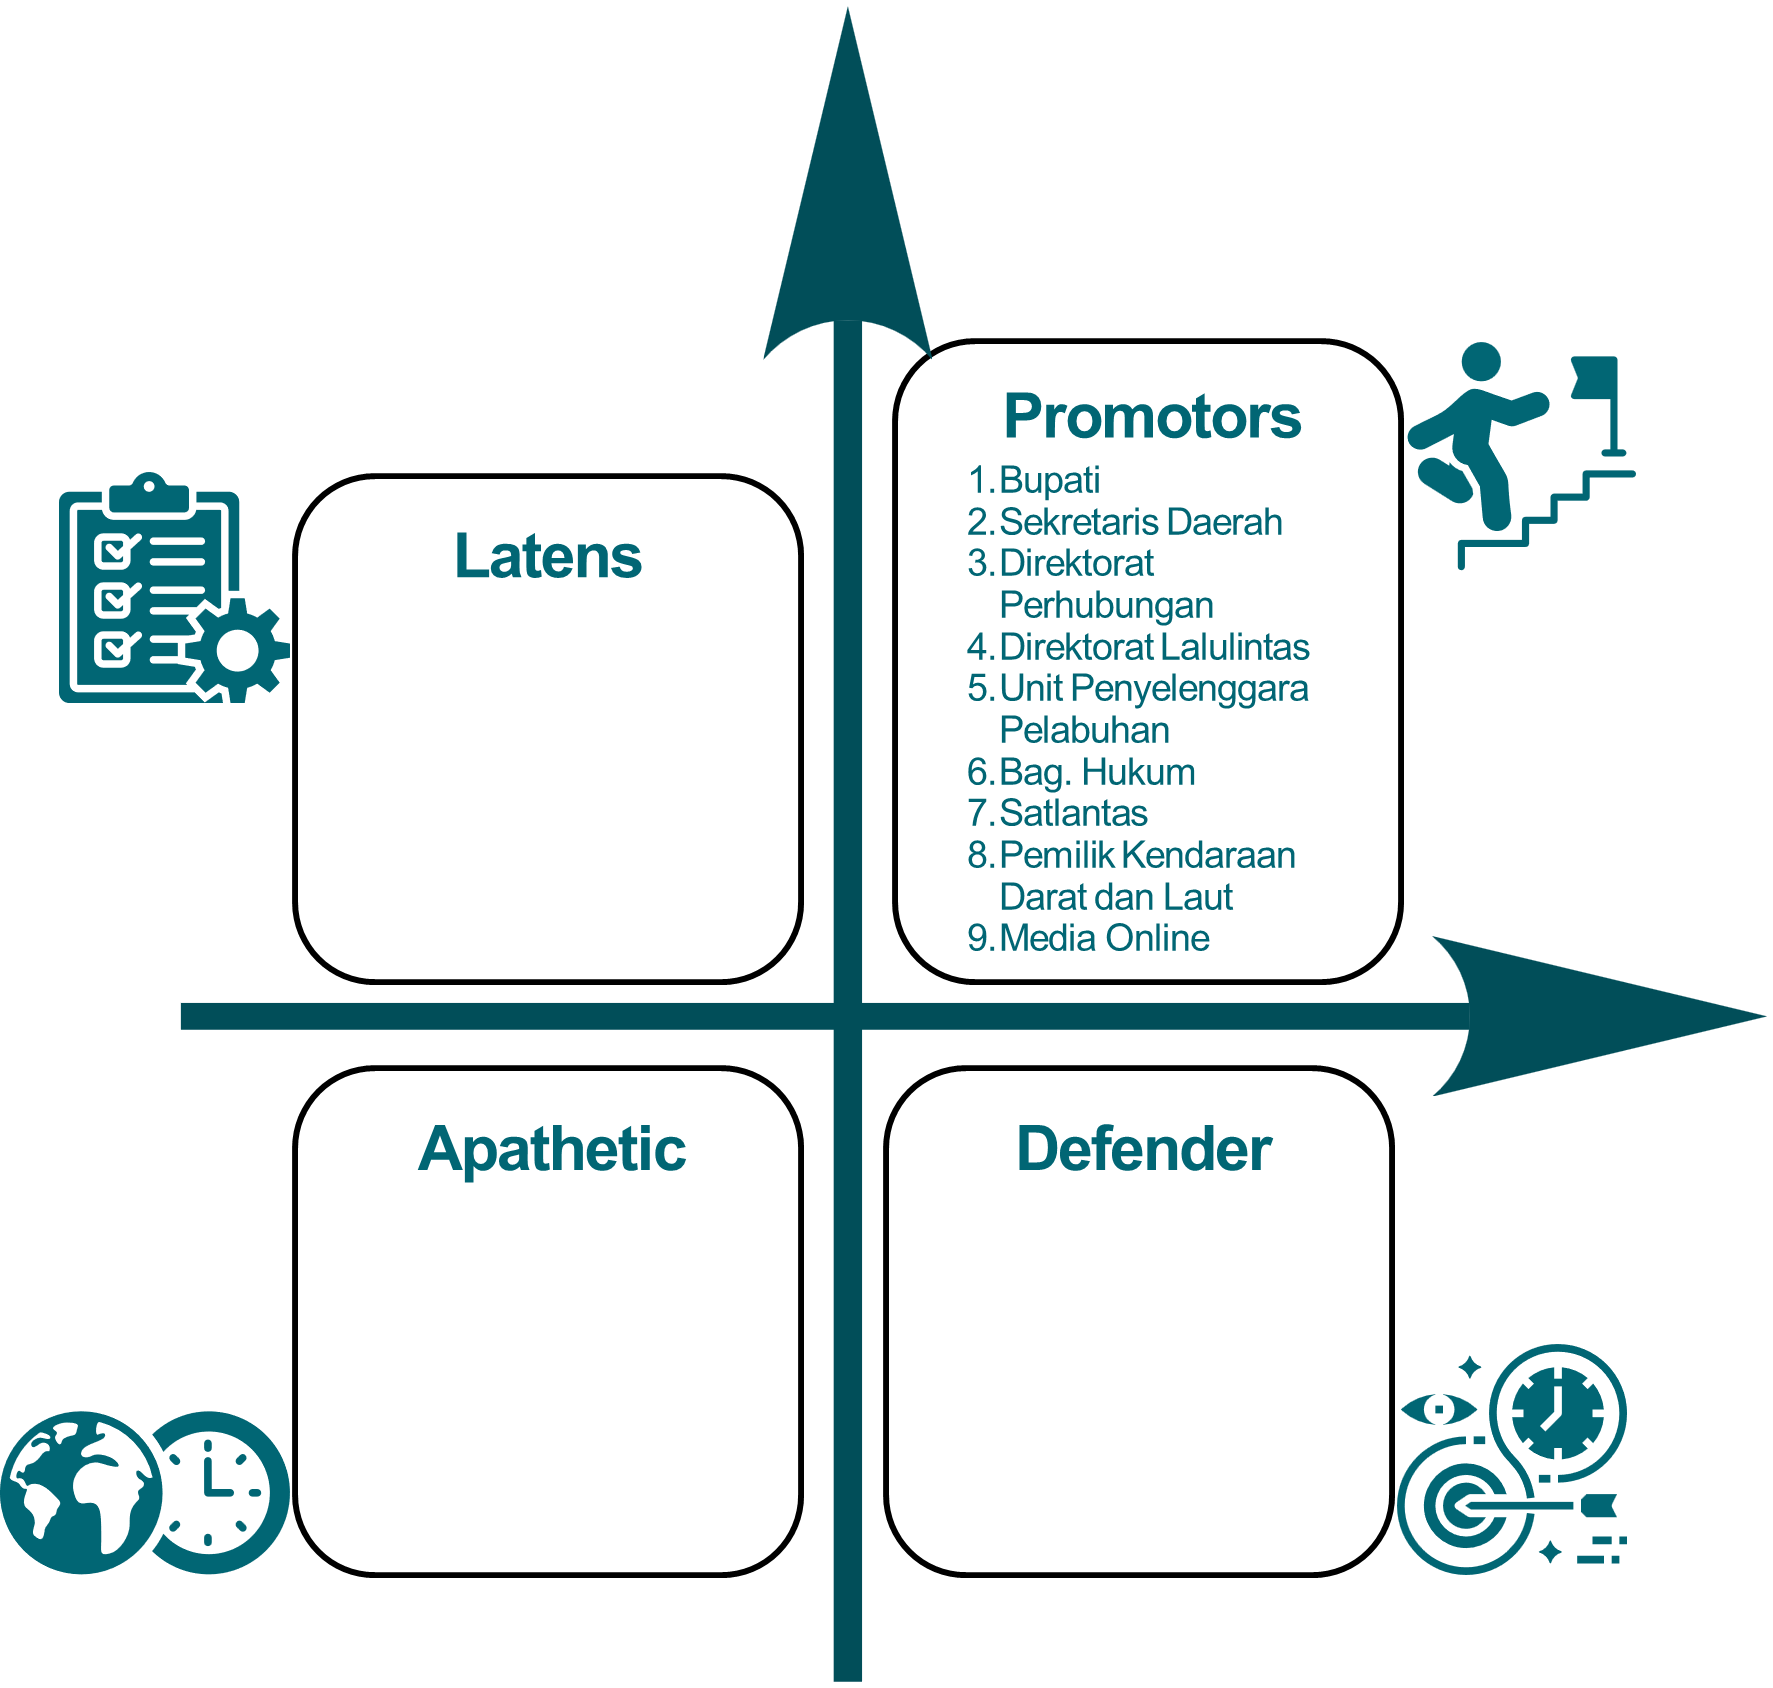 Promotors
1. Bupati
2. Sekretaris Daerah
3. Direktorat
Perhubungan
4. Direktorat Lalulintas
5. Unit Penyelenggara
Pelabuhan
6. Bag. Hukum
7. Satlantas
8. Pemilik Kendaraan
Darat dan Laut
9. Media Online
Latens
Apathetic
Defender